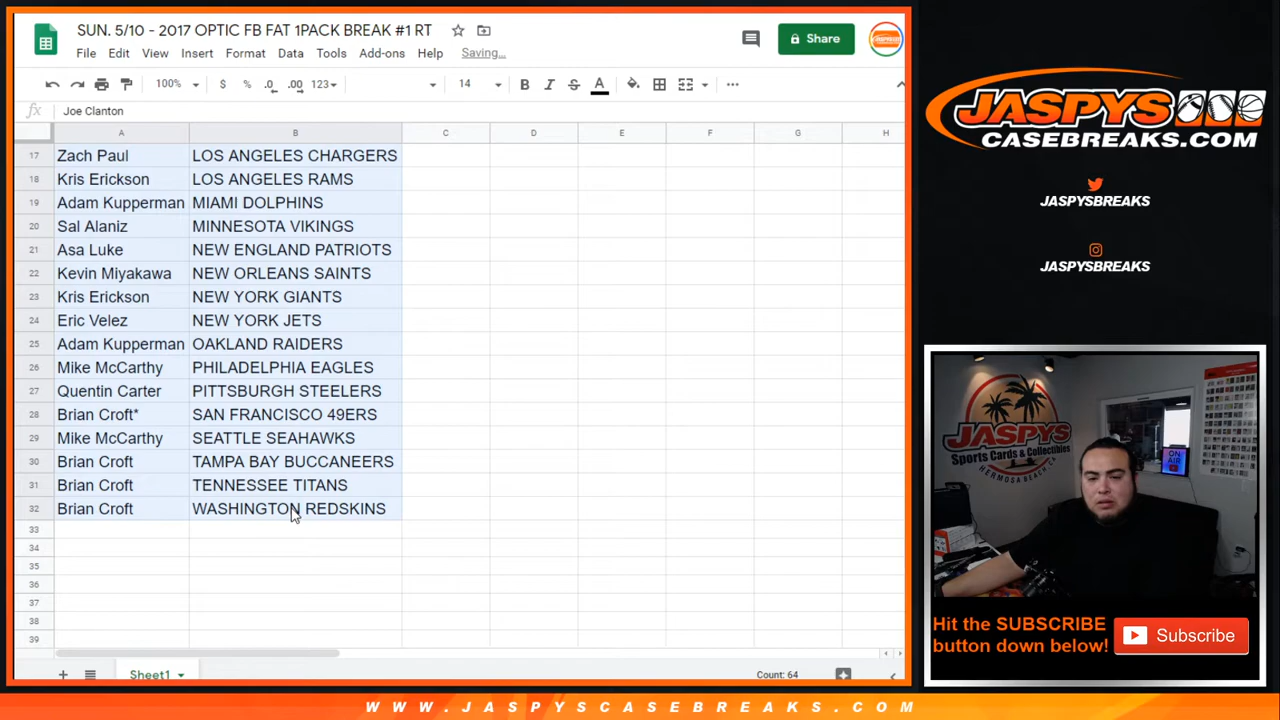 SUN. 5/10 - 2017 OPTIC FB FAT 1PACK BREAK #1 RT
File Edit View Insert Format Data Tools Add-ons Help Saving...
Share
100% $ % .0 .00 123 14 B I S A ...
fx Joe Clanton
A B C D E F G H
17 Zach Paul LOS ANGELES CHARGERS
18 Kris Erickson LOS ANGELES RAMS
19 Adam Kupperman MIAMI DOLPHINS
20 Sal Alaniz MINNESOTA VIKINGS
21 Asa Luke NEW ENGLAND PATRIOTS
22 Kevin Miyakawa NEW ORLEANS SAINTS
23 Kris Erickson NEW YORK GIANTS
24 Eric Velez NEW YORK JETS
25 Adam Kupperman OAKLAND RAIDERS
26 Mike McCarthy PHILADELPHIA EAGLES
27 Quentin Carter PITTSBURGH STEELERS
28 Brian Croft* SAN FRANCISCO 49ERS
29 Mike McCarthy SEATTLE SEAHAWKS
30 Brian Croft TAMPA BAY BUCCANEERS
31 Brian Croft TENNESSEE TITANS
32 Brian Croft WASHINGTON REDSKINS
33
34
35
36
37
38
39
Sheet1
Count: 64
JASPYS
CASEBREAKS.COM
JASPYSBREAKS
JASPYSBREAKS
JASPYS
Sports Cards & Collectibles
HERMOSA BEACH, CA
ON AIR
Hit the SUBSCRIBE
button down below!
Subscribe
WWW.JASPYSCASEBREAKS.COM